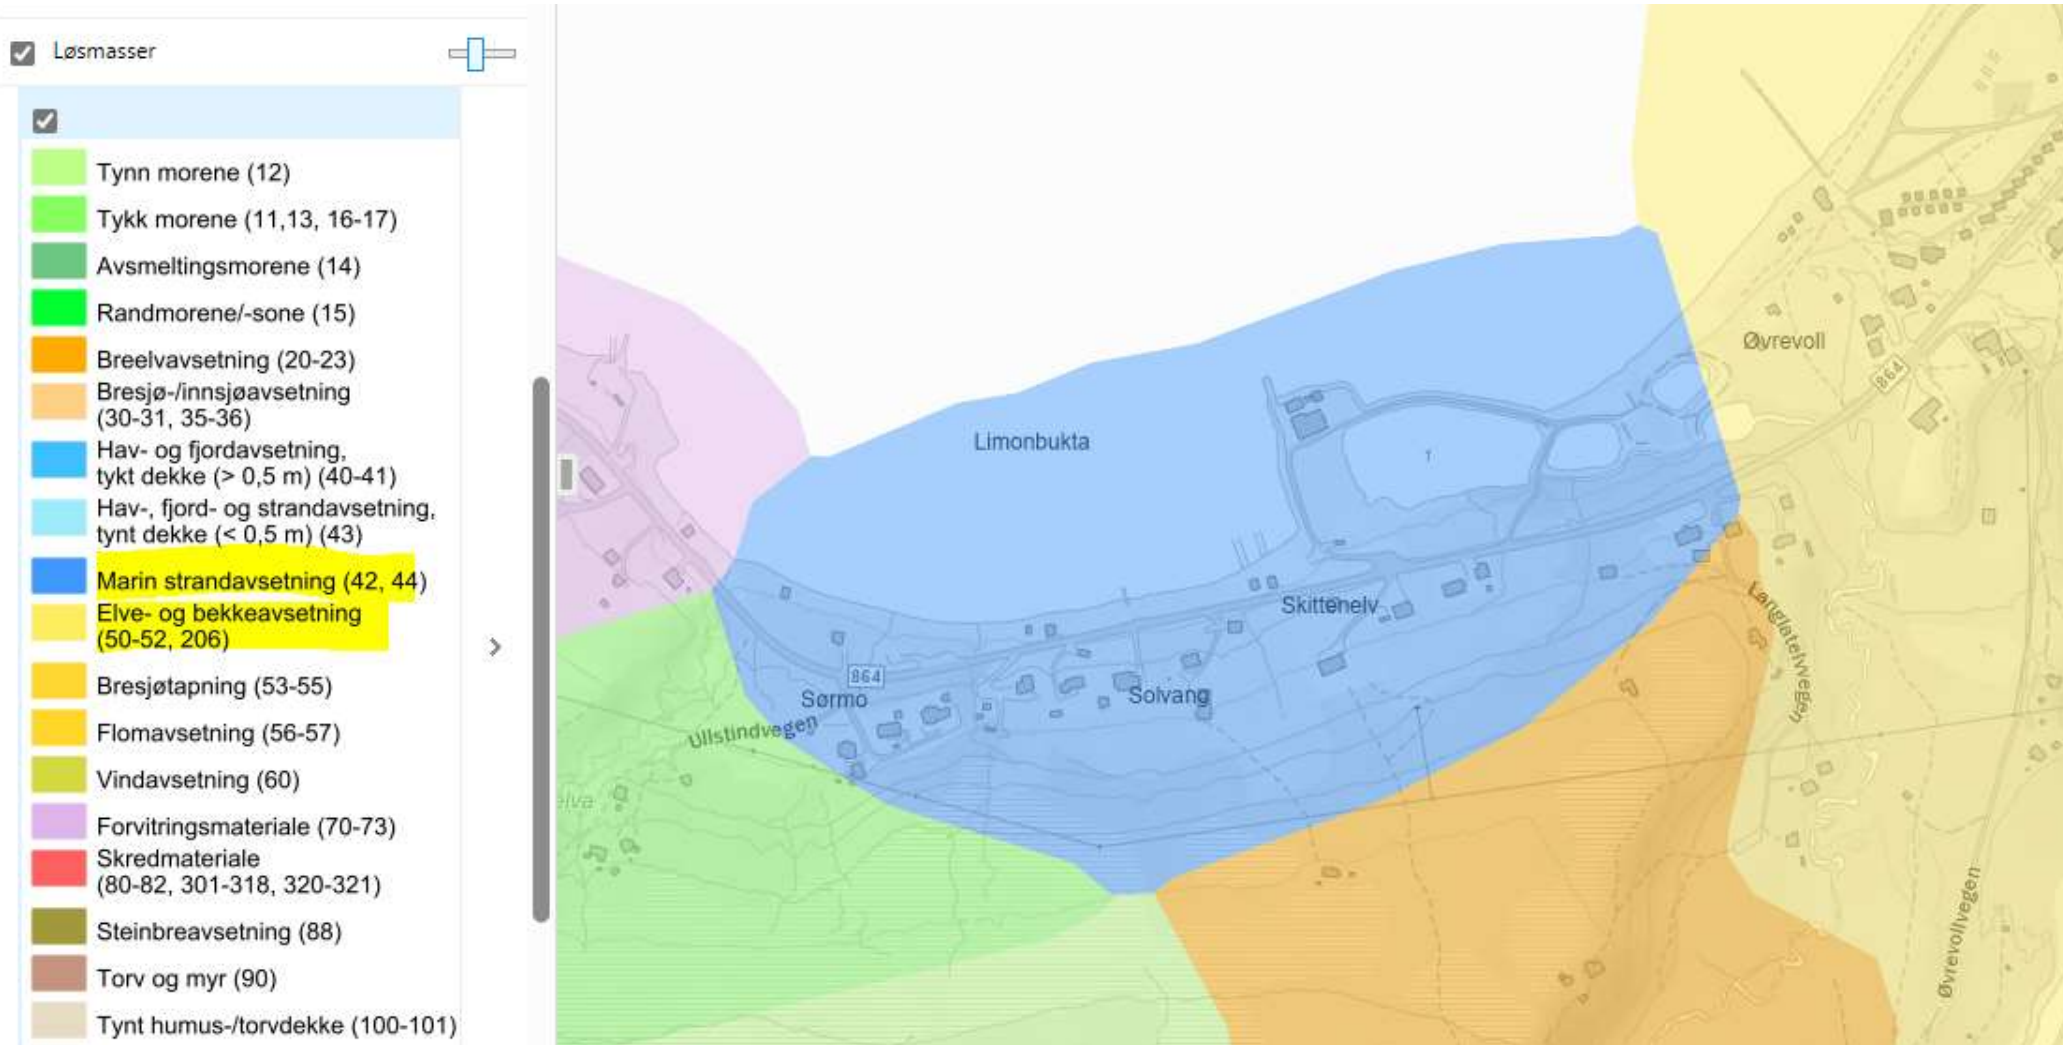 Løsmasser
Tynn morene (12)
Tykk morene (11,13, 16-17)
Avsmeltingsmorene (14)
Randmorene/-sone (15)
Breelvavsetning (20-23)
Bresjø-/innsjøavsetning
(30-31, 35-36)
Hav- og fjordavsetning,
tykt dekke (> 0,5 m) (40-41)
Hav-, fjord- og strandavsetning,
tynt dekke (< 0,5 m) (43)
Marin strandavsetning (42, 44)
Elve- og bekkeavsetning
(50-52, 206)
Bresjøtapning (53-55)
Flomavsetning (56-57)
Vindavsetning (60)
Forvitringsmateriale (70-73)
Skredmateriale
(80-82, 301-318, 320-321)
Steinbreavsetning (88)
Torv og myr (90)
Tynt humus-/torvdekke (100-101)
Øvrevoll
864
Limonbukta
Skittenelv
Langlatelvvegen
864
Sørmo
Solvang
Ullstindvegen
elva
Øvrevollvegen